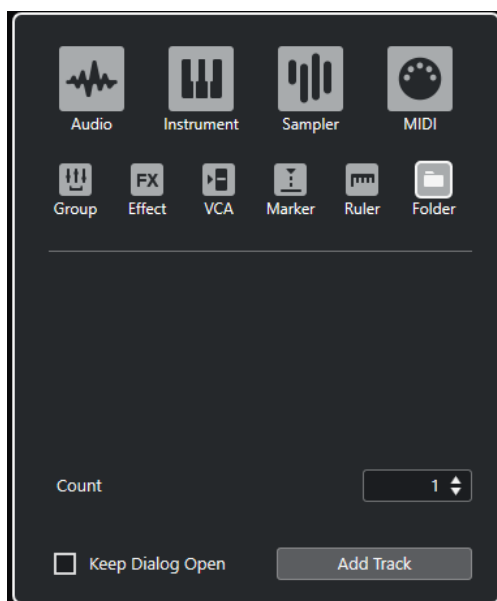 Audio Instrument Sampler MIDI
FX
Group Effect VCA Marker Ruler Folder
Count 1
Keep Dialog Open Add Track